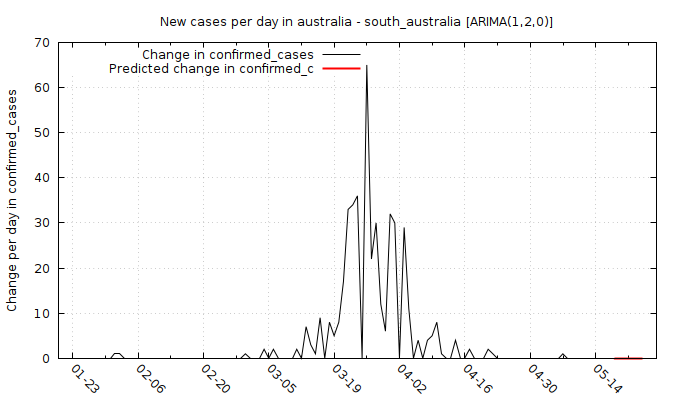 New cases per day in australia - south_australia [ARIMA(1,2,0)]
Change in confirmed_cases
Predicted change in confirmed_c
Change per day in confirmed_cases
70
60
50
40
30
20
10
0
01-23 02-06 02-20 03-05 03-19 04-02 04-16 04-30 05-14